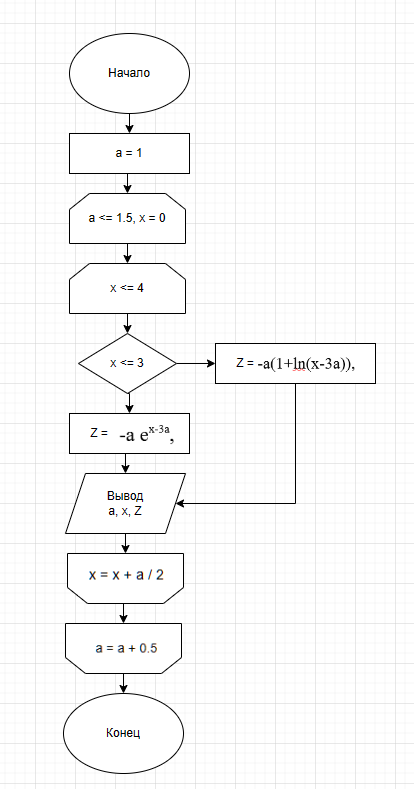 Начало
a = 1
a <= 1.5, x = 0
x <= 4
x <= 3
Z = -a(1+ln(x-3a)),
Z = -a e^x-3a,
Вывод
a, x, Z
x = x + a / 2
a = a + 0.5
Конец